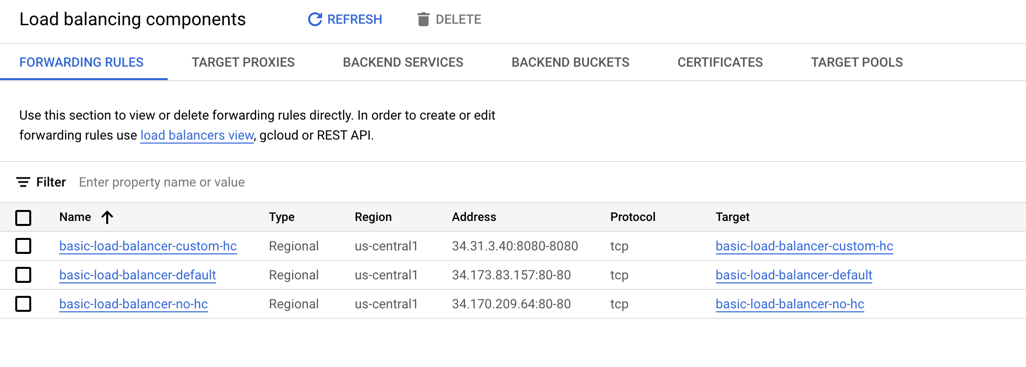 Load balancing components REFRESH DELETE
FORWARDING RULES TARGET PROXIES BACKEND SERVICES BACKEND BUCKETS CERTIFICATES TARGET POOLS
Use this section to view or delete forwarding rules directly. In order to create or edit
forwarding rules use load balancers view, gcloud or REST API.
Filter Enter property name or value
Name Type Region Address Protocol Target
basic-load-balancer-custom-hc Regional us-central1 34.31.3.40:8080-8080 tcp basic-load-balancer-custom-hc
basic-load-balancer-default Regional us-central1 34.173.83.157:80-80 tcp basic-load-balancer-default
basic-load-balancer-no-hc Regional us-central1 34.170.209.64:80-80 tcp basic-load-balancer-no-hc